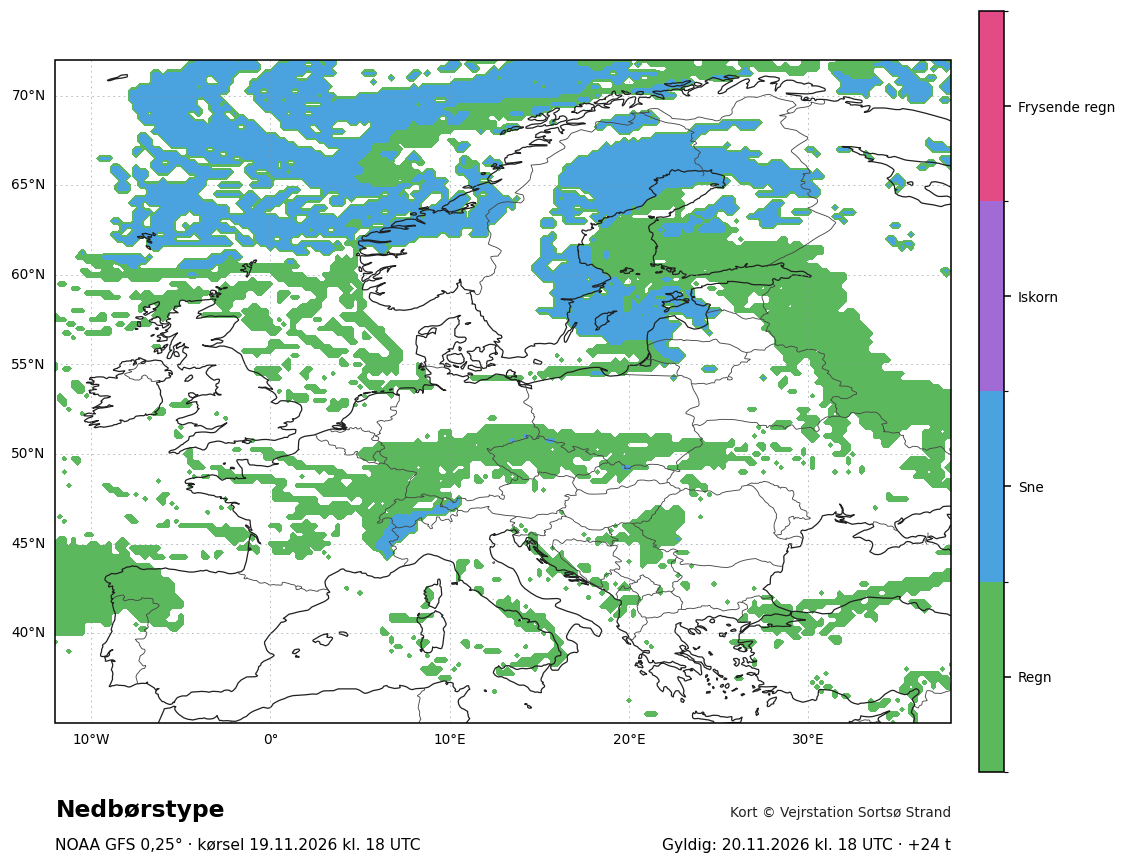 Frysende regn
Iskorn
Sne
Regn
70°N
65°N
60°N
55°N
50°N
45°N
40°N
10°W
0°
10°E
20°E
30°E
Nedbørstype
Kort © Vejrstation Sortsø Strand
NOAA GFS 0,25° · kørsel 19.11.2026 kl. 18 UTC
Gyldig: 20.11.2026 kl. 18 UTC · +24 t